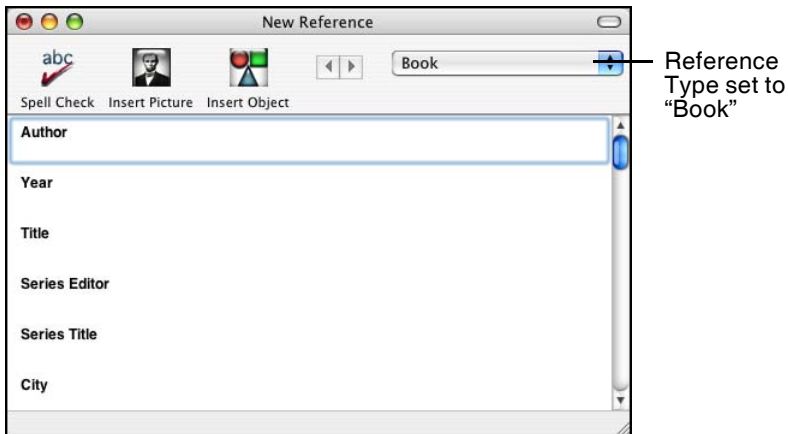 New Reference
abc
Spell Check Insert Picture Insert Object
Book
Reference
Type set to
“Book”
Author
Year
Title
Series Editor
Series Title
City